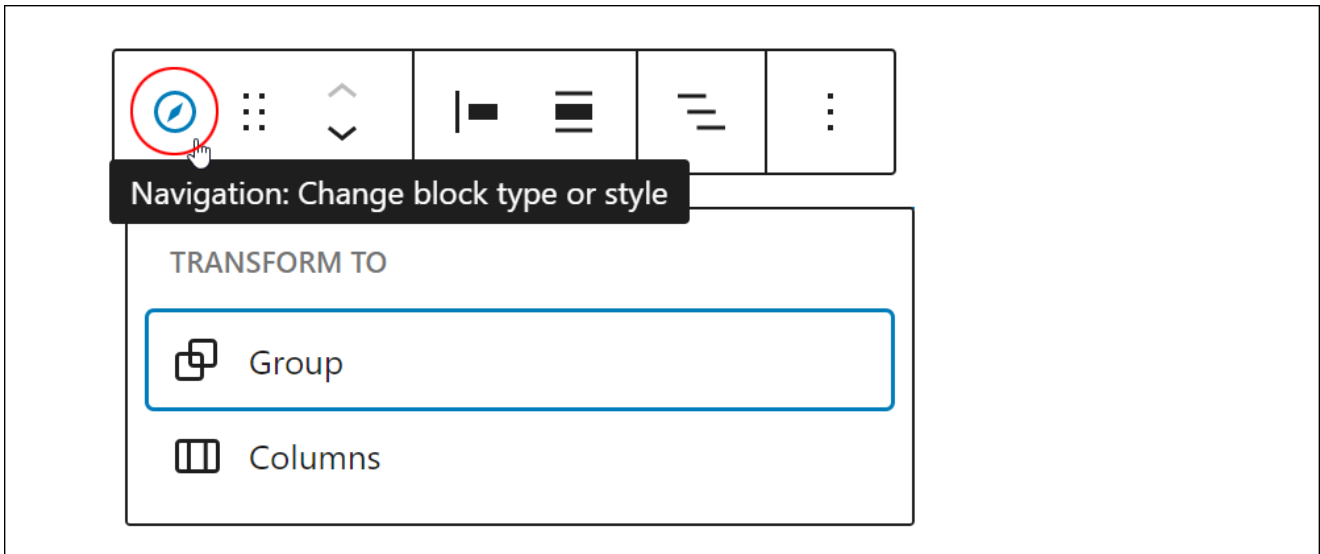 Navigation: Change block type or style
TRANSFORM TO
Group
Columns